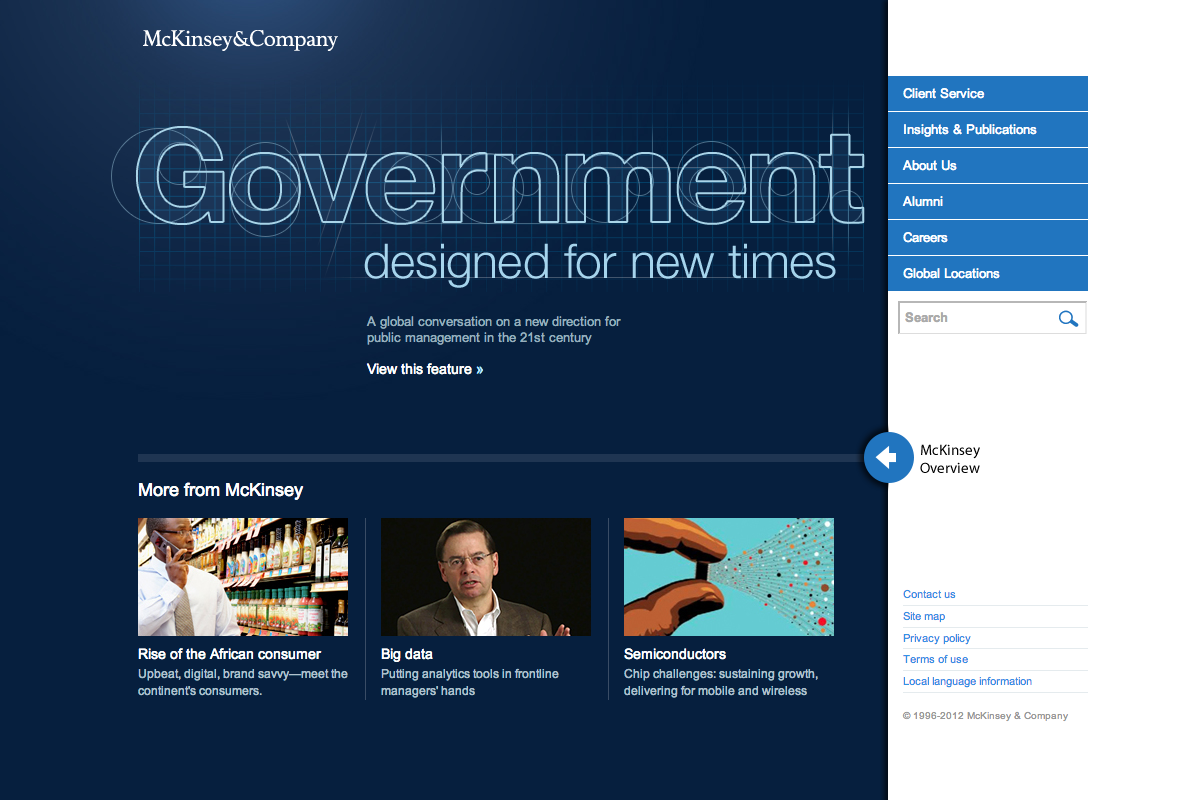 McKinsey&Company
Government
designed for new times
A global conversation on a new direction for
public management in the 21st century
View this feature »
Client Service
Insights & Publications
About Us
Alumni
Careers
Global Locations
Search
McKinsey
Overview
More from McKinsey
Rise of the African consumer
Upbeat, digital, brand savvy—meet the
continent's consumers.
Big data
Putting analytics tools in frontline
managers' hands
Semiconductors
Chip challenges: sustaining growth,
delivering for mobile and wireless
Contact us
Site map
Privacy policy
Terms of use
Local language information
© 1996-2012 McKinsey & Company